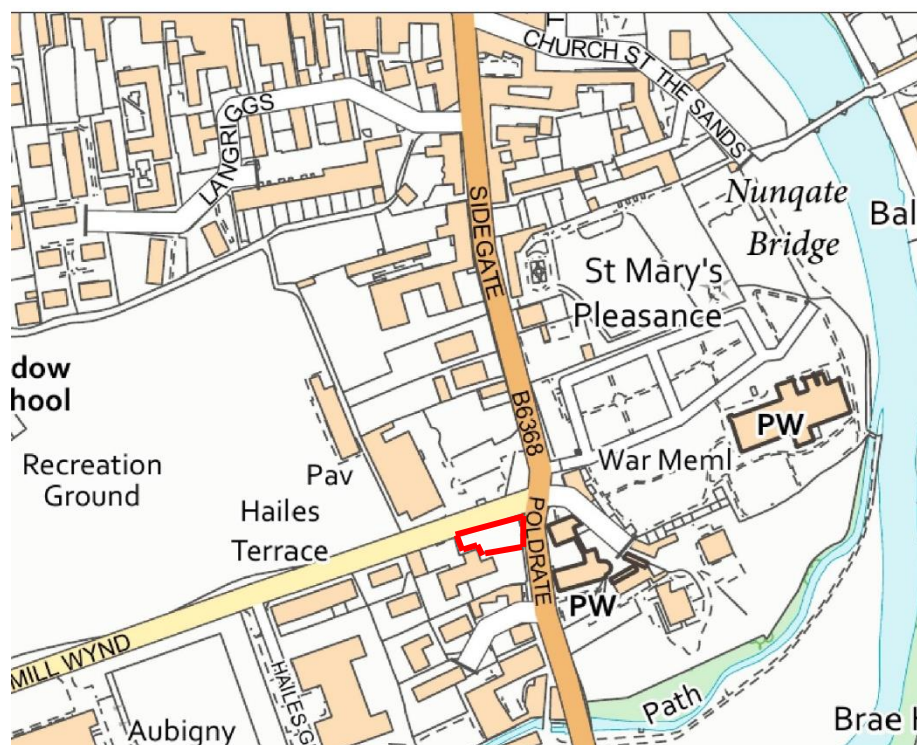 T
CHURCH ST THE SANDS
LANGRIGGS
SIDEGATE
Nungate
Bridge
Bal
St Mary's
Pleasance
dow
hool
B6368
PW
Recreation
Ground
Pav
War Meml
Hailes
Terrace
POLDRATE
PW
MILL WYND
HAILES G
Path
Aubigny
Brae H